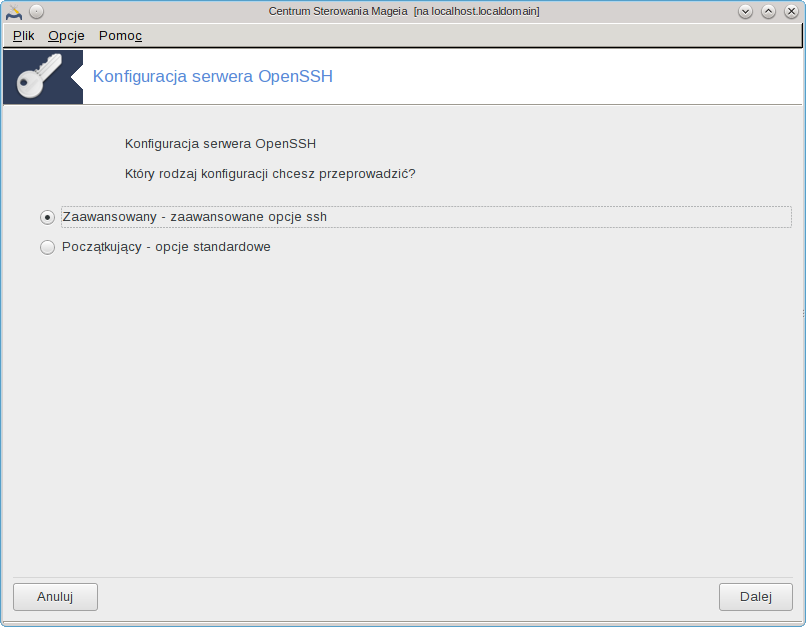 Centrum Sterowania Mageia [na localhost.localdomain]
Plik Opcje Pomoc
Konfiguracja serwera OpenSSH
Konfiguracja serwera OpenSSH
Który rodzaj konfiguracji chcesz przeprowadzić?
Zaawansowany - zaawansowane opcje ssh
Początkujący - opcje standardowe
Anuluj Dalej